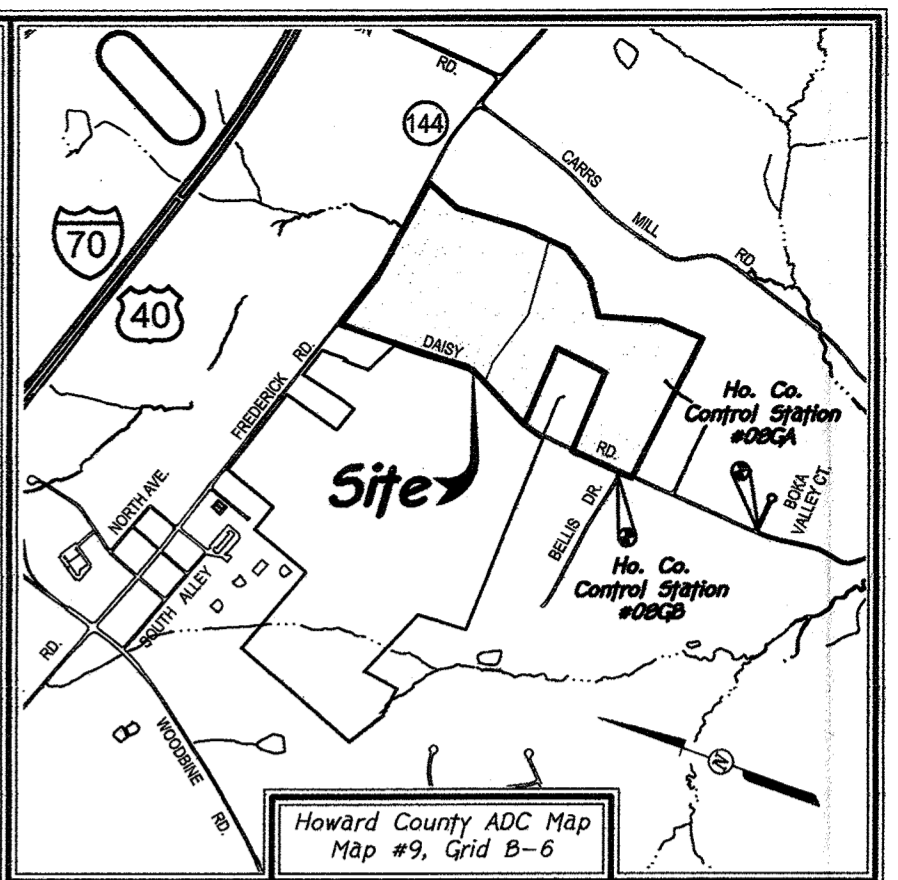 ON
RD.
144
CARRS
MILL
RD.
70
40
DAISY
FREDERICK RD.
Ho. Co.
Control Station
#08GA
RD.
Site
BOKA
VALLEY CT.
NORTH AVE.
BELLIS DR.
Ho. Co.
Control Station
#08GB
SOUTH ALLEY
RD.
WOODBINE
RD.
N
Howard County ADC Map
Map #9, Grid B-6